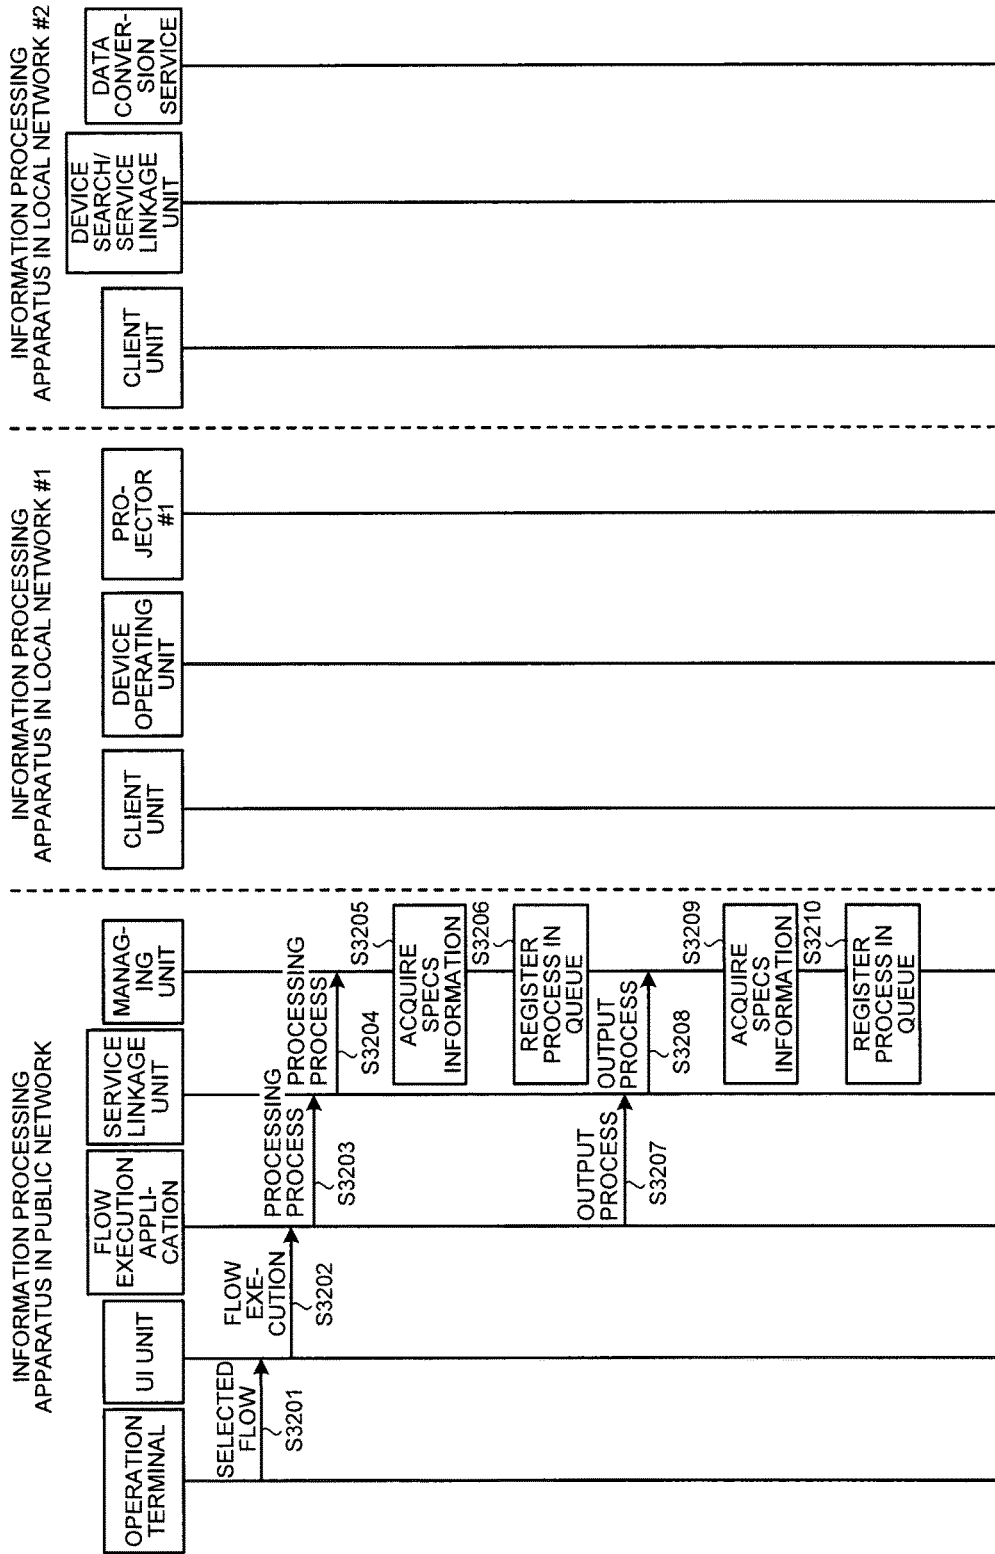 INFORMATION PROCESSING
APPARATUS IN PUBLIC NETWORK
INFORMATION PROCESSING
APPARATUS IN LOCAL NETWORK #1
INFORMATION PROCESSING
APPARATUS IN LOCAL NETWORK #2
OPERATION
TERMINAL
UI UNIT
FLOW
EXECUTION
APPLI-
CATION
SERVICE
LINKAGE
UNIT
MANAG-
ING
UNIT
CLIENT
UNIT
DEVICE
OPERATING
UNIT
PRO-
JECTOR
#1
CLIENT
UNIT
DEVICE
SEARCH/
SERVICE
LINKAGE
UNIT
DATA
CONVER-
SION
SERVICE
SELECTED
FLOW
S3201
FLOW
EXE-
CUTION
S3202
PROCESSING
PROCESS
S3203
PROCESSING
PROCESS
S3204
S3205
ACQUIRE
SPECS
INFORMATION
S3206
REGISTER
PROCESS IN
QUEUE
OUTPUT
PROCESS
S3207
OUTPUT
PROCESS
S3208
S3209
ACQUIRE
SPECS
INFORMATION
S3210
REGISTER
PROCESS IN
QUEUE